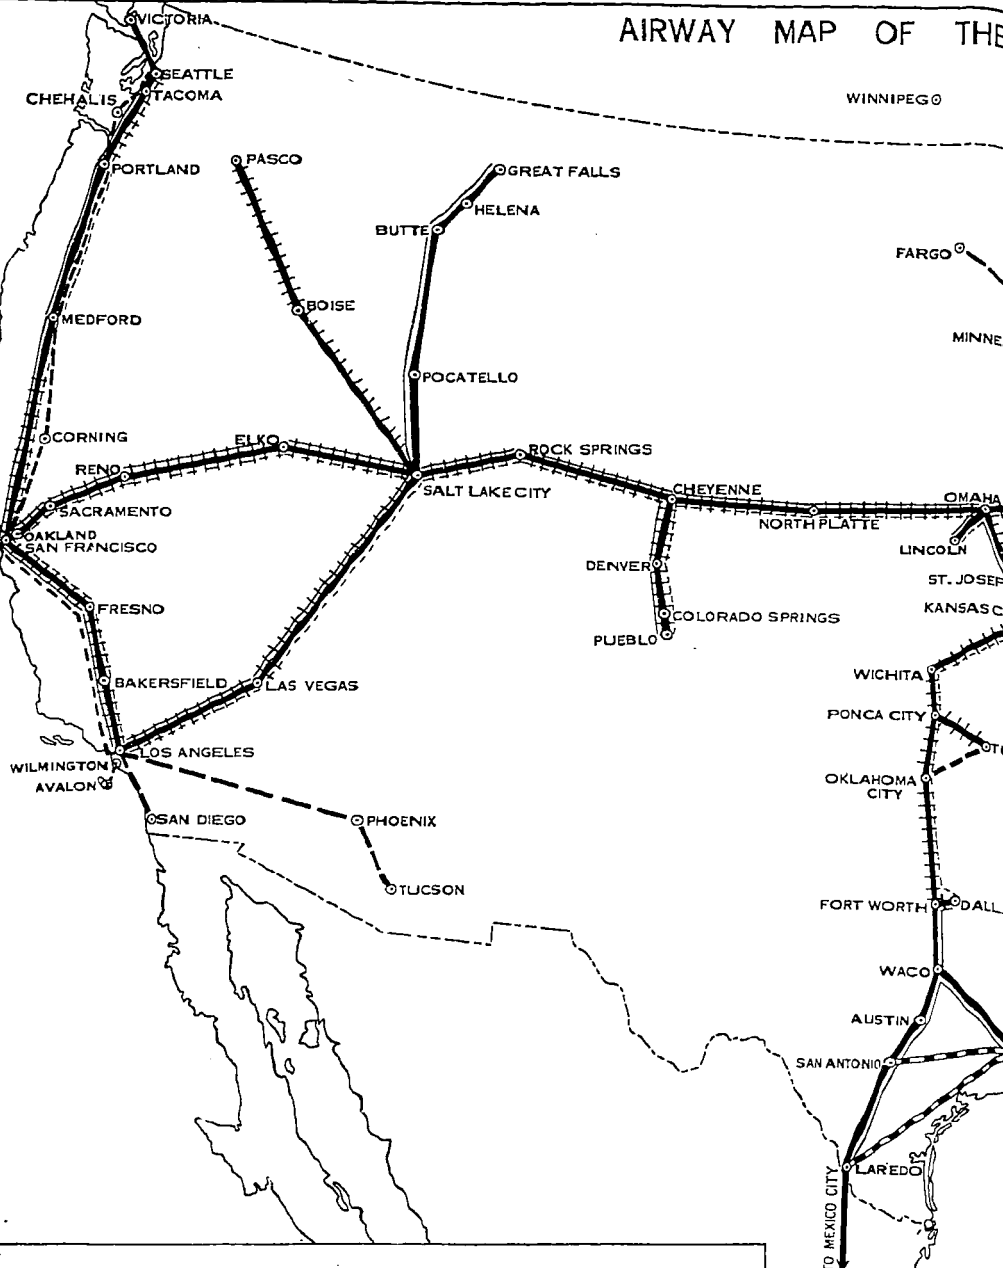 AIRWAY MAP OF THE
VICTORIA
SEATTLE
TACOMA
CHEHALIS
WINNIPEG
PORTLAND
PASCO
GREAT FALLS
HELENA
BUTTE
FARGO
BOISE
MEDFORD
MINNE
POCATELLO
CORNING
ELKO
ROCK SPRINGS
RENO
SALT LAKE CITY
CHEYENNE
OMAHA
SACRAMENTO
NORTH PLATTE
OAKLAND
SAN FRANCISCO
LINCOLN
DENVER
ST. JOSEP
FRESNO
COLORADO SPRINGS
KANSAS C
PUEBLO
WICHITA
BAKERSFIELD
LAS VEGAS
PONCA CITY
LOS ANGELES
WILMINGTON
AVALON
OKLAHOMA
CITY
SAN DIEGO
PHOENIX
TUCSON
FORT WORTH
DALL
WACO
AUSTIN
SAN ANTONIO
LAREDO
TO MEXICO CITY